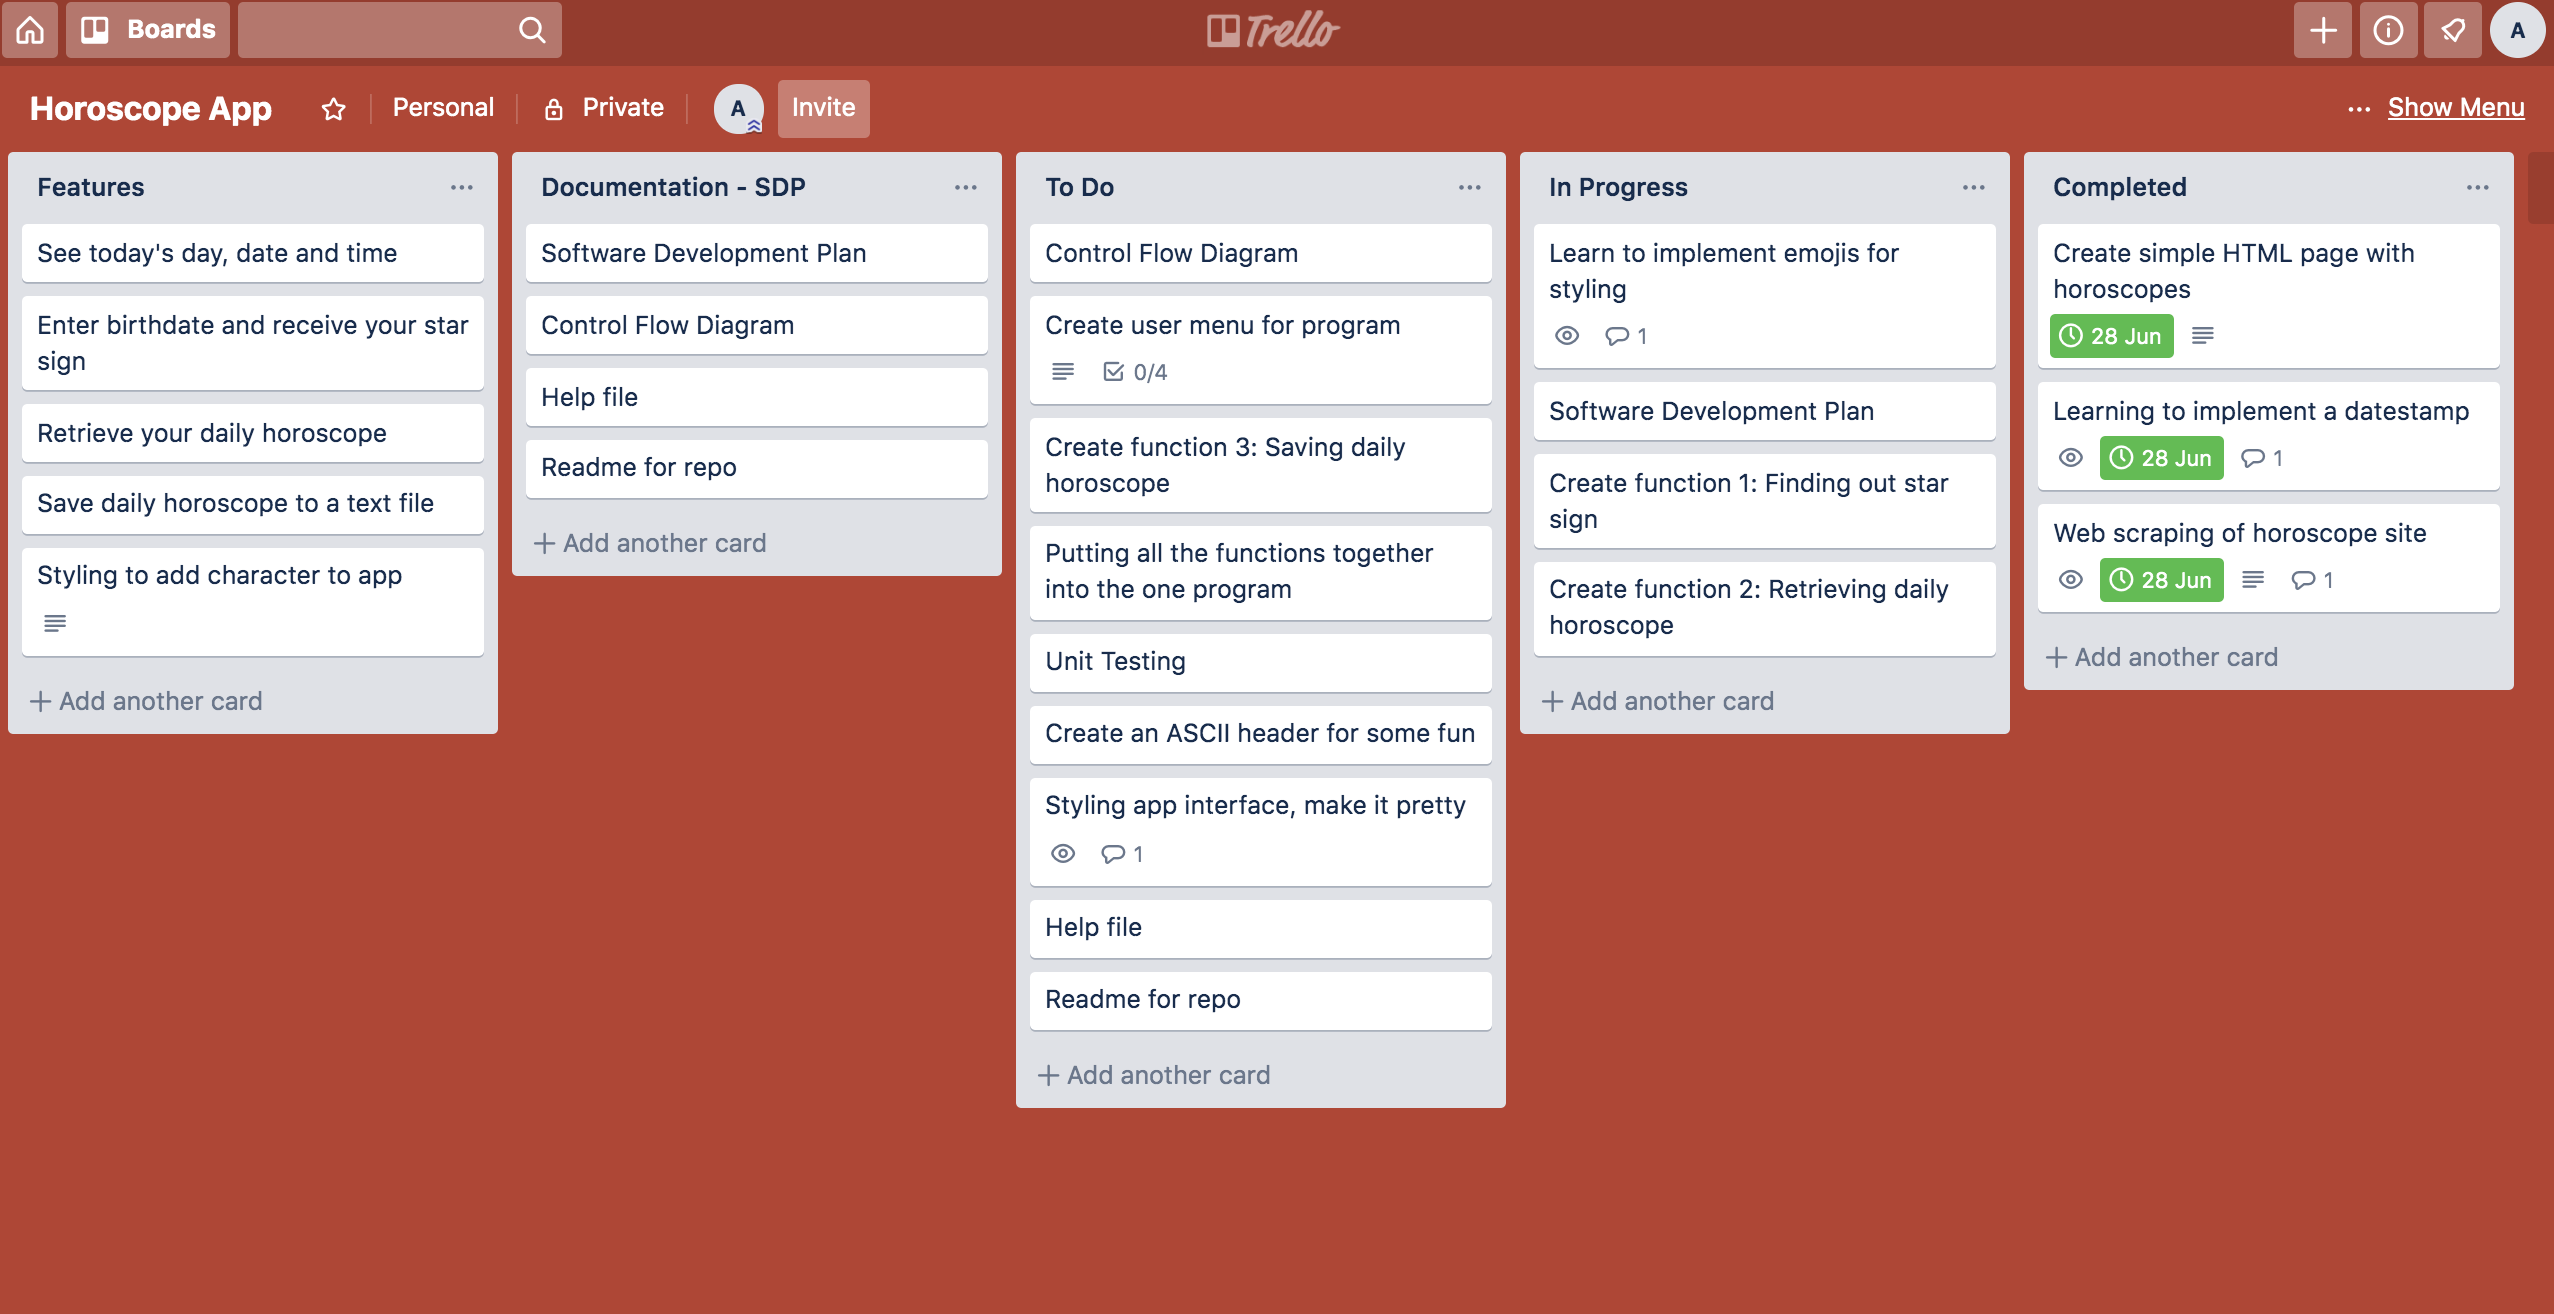 Boards
Trello
A
Horoscope App
Personal
Private
A
Invite
... Show Menu
Features
See today's day, date and time
Enter birthdate and receive your star
sign
Retrieve your daily horoscope
Save daily horoscope to a text file
Styling to add character to app
+ Add another card
Documentation - SDP
Software Development Plan
Control Flow Diagram
Help file
Readme for repo
+ Add another card
To Do
Control Flow Diagram
Create user menu for program
0/4
Create function 3: Saving daily
horoscope
Putting all the functions together
into the one program
Unit Testing
Create an ASCII header for some fun
Styling app interface, make it pretty
1
Help file
Readme for repo
+ Add another card
In Progress
Learn to implement emojis for
styling
1
Software Development Plan
Create function 1: Finding out star
sign
Create function 2: Retrieving daily
horoscope
+ Add another card
Completed
Create simple HTML page with
horoscopes
28 Jun
Learning to implement a datestamp
28 Jun 1
Web scraping of horoscope site
28 Jun 1
+ Add another card